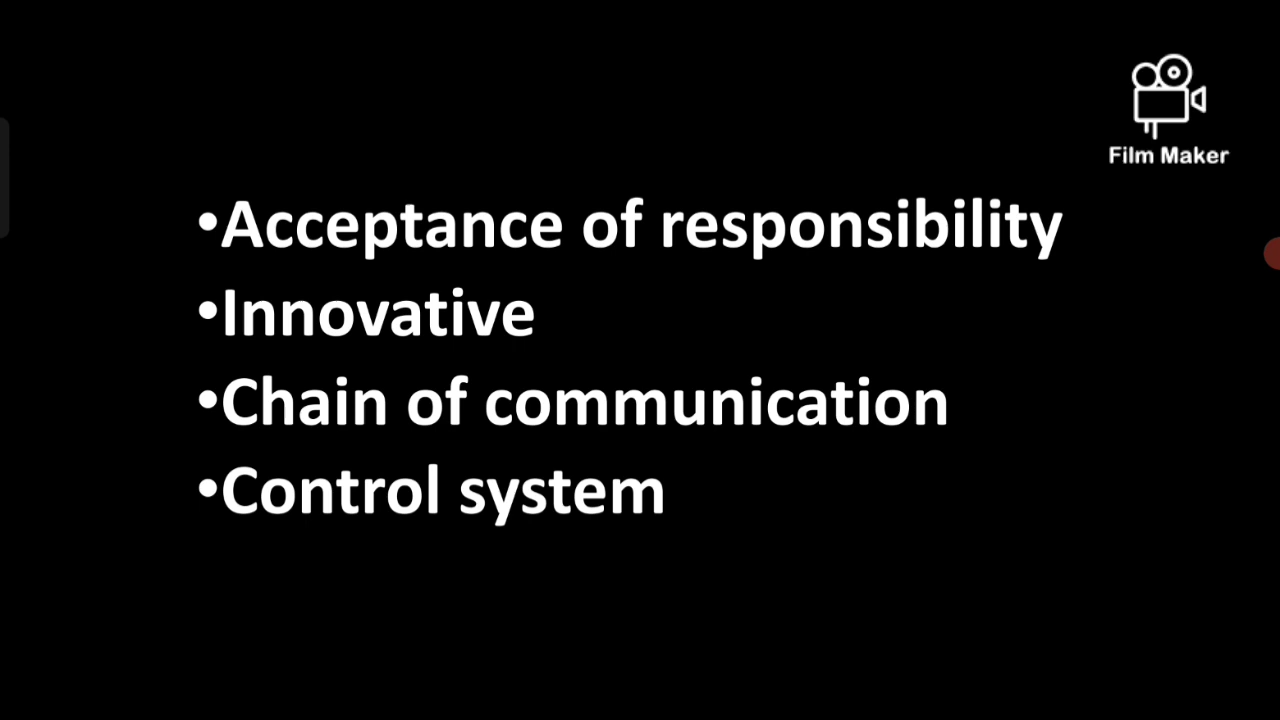 Film Maker
•Acceptance of responsibility
•Innovative
•Chain of communication
•Control system